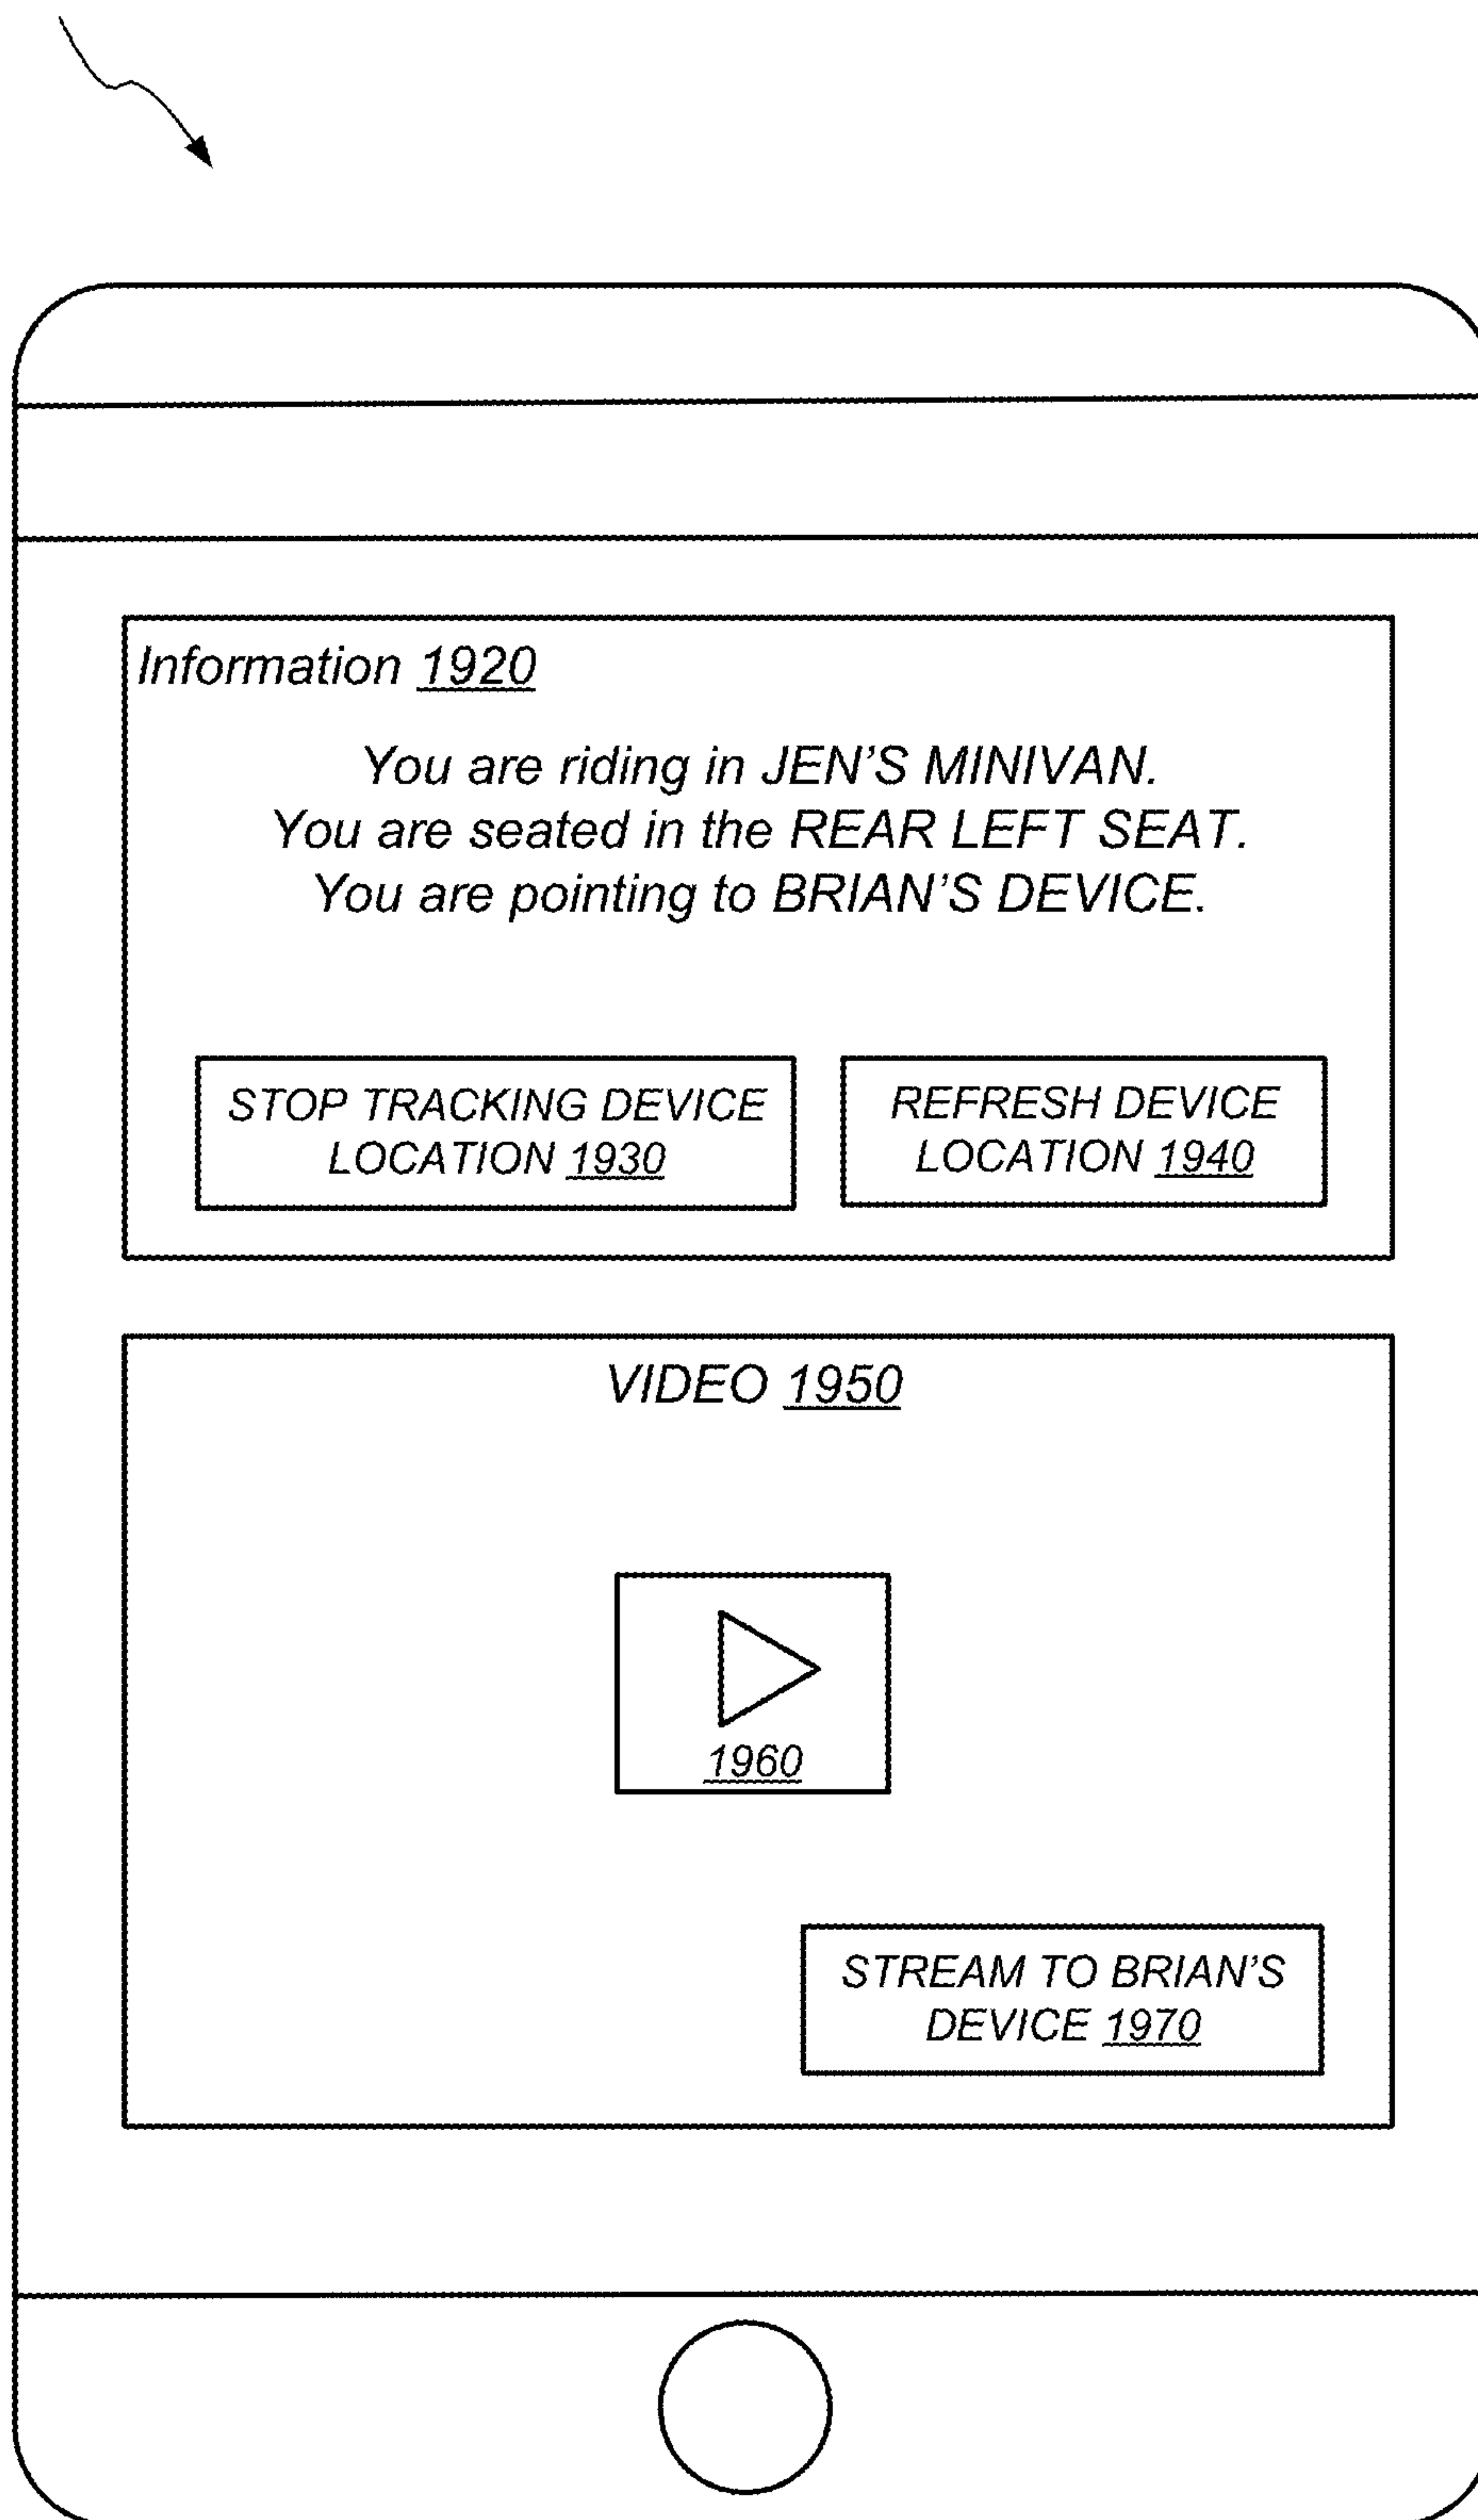 Information 1920
You are riding in JEN'S MINIVAN.
You are seated in the REAR LEFT SEAT.
You are pointing to BRIAN'S DEVICE.
STOP TRACKING DEVICE
LOCATION 1930
REFRESH DEVICE
LOCATION 1940
VIDEO 1950
1960
STREAM TO BRIAN'S
DEVICE 1970